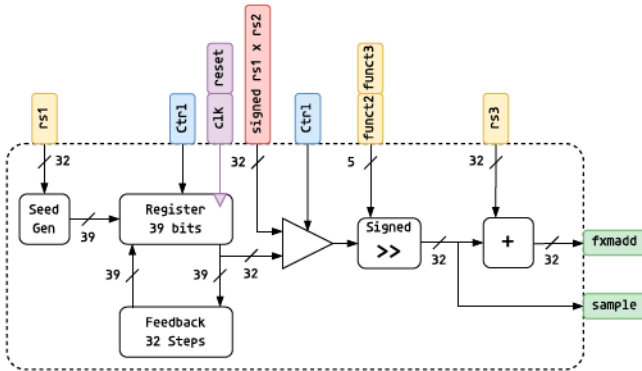 rs1
Ctrl
clk
reset
signed rs1 x rs2
Ctrl
funct2
funct3
rs3
32
32
5
32
Seed
Gen
39
Register
39 bits
39
39
32
Signed
>>
32
+
32
fxmadd
sample
Feedback
32 Steps